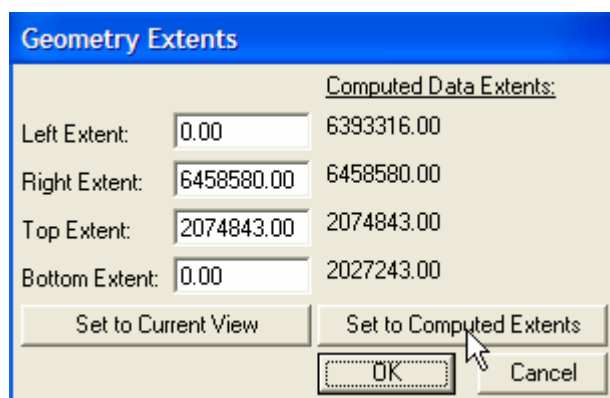 Geometry Extents
Computed Data Extents:
Left Extent: 0.00 6393316.00
Right Extent: 6458580.00 6458580.00
Top Extent: 2074843.00 2074843.00
Bottom Extent: 0.00 2027243.00
Set to Current View Set to Computed Extents
OK Cancel